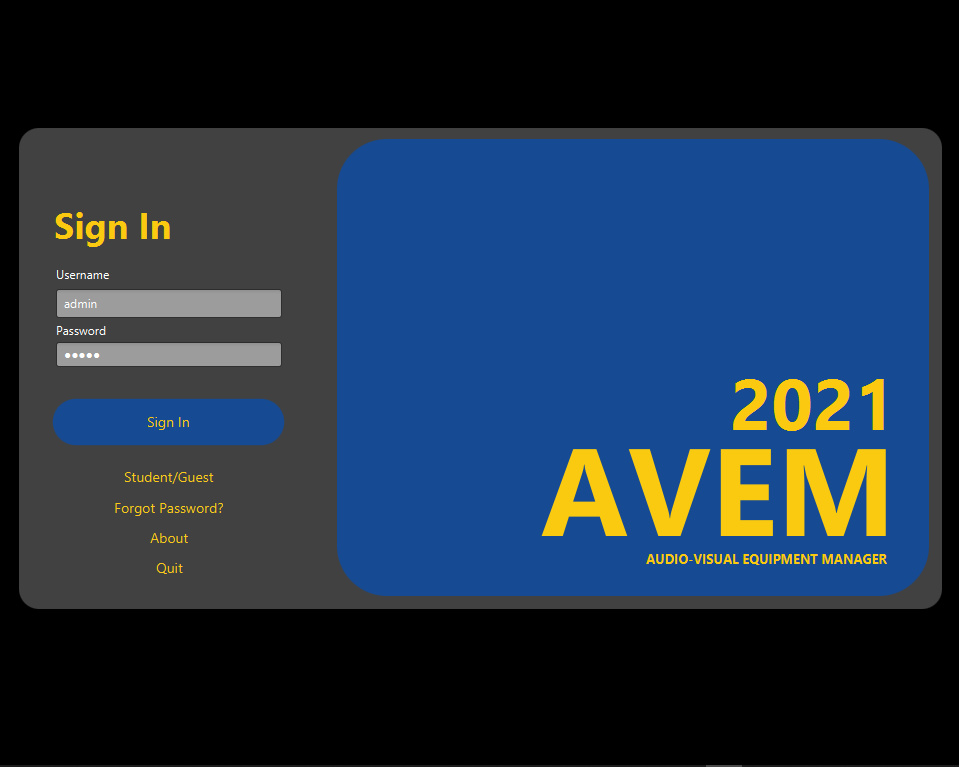 Sign In
Username
admin
Password
●●●●●
Sign In
Student/Guest
Forgot Password?
About
Quit
2021
AVEM
AUDIO-VISUAL EQUIPMENT MANAGER